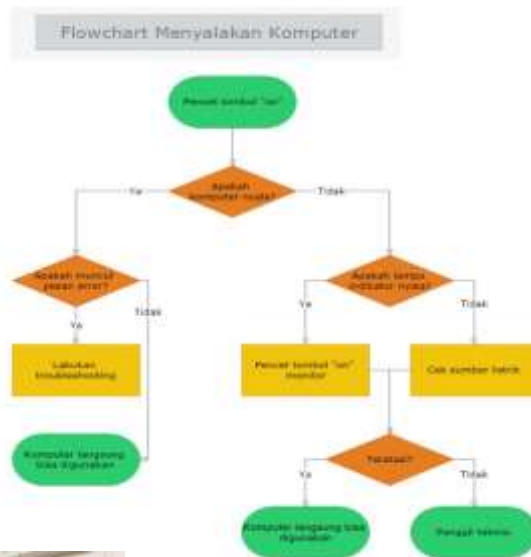 Flowchart Menyalakan Komputer
Pencet tombol "on"
Apakah
komputer nyala?
Ya
Tidak
Apakah muncul
pesan error?
Apakah lampu
indikator nyala?
Ya
Tidak
Ya
Tidak
Lakukan
troubleshooting
Pencet tombol "on"
monitor
Cek sumber listrik
Komputer langsung
bisa digunakan
Teratasi?
Ya
Tidak
Komputer langsung bisa
digunakan
Panggil teknisi